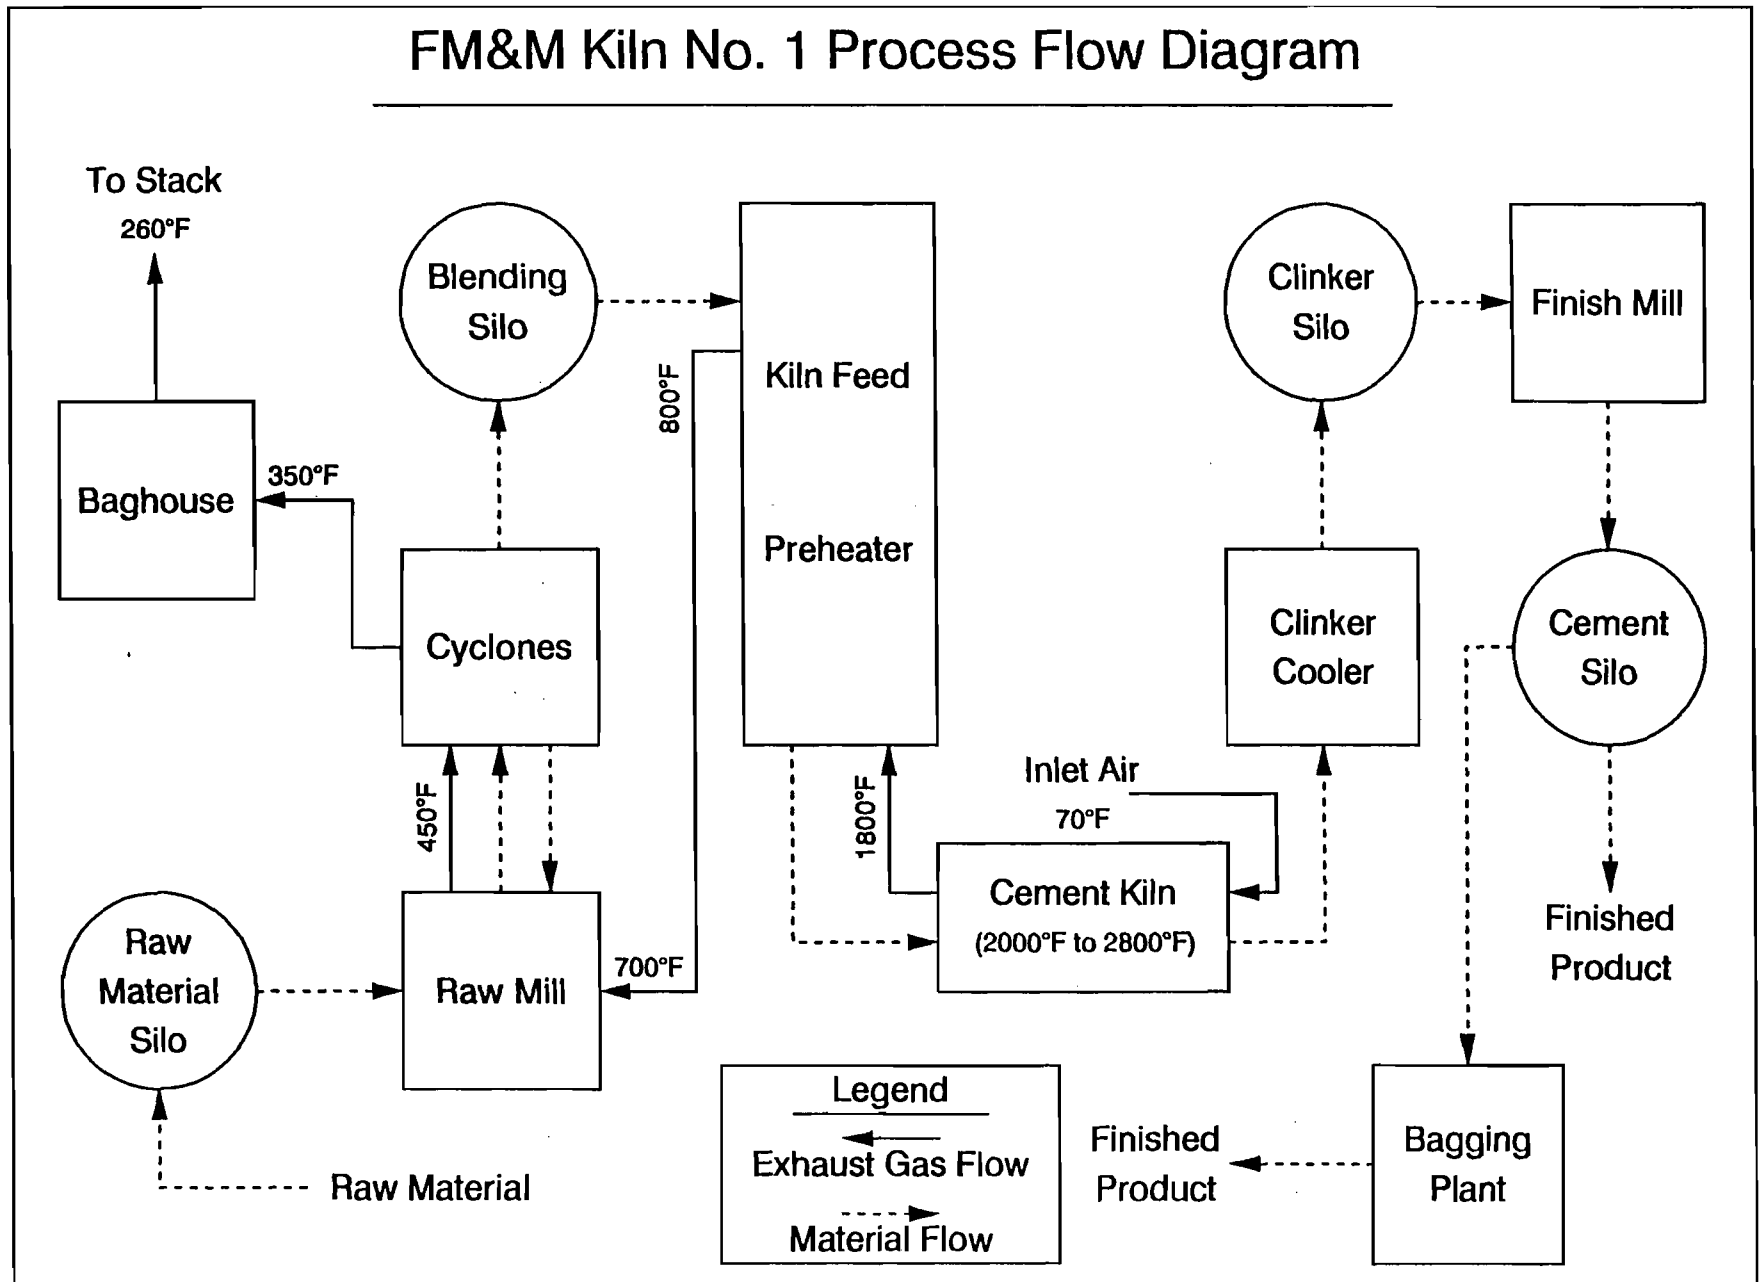 FM&M Kiln No. 1 Process Flow Diagram
To Stack
260°F
Blending
Silo
Kiln Feed
Preheater
Clinker
Silo
Finish Mill
800°F
Baghouse
350°F
Cyclones
Clinker
Cooler
Cement
Silo
450°F
1800°F
Inlet Air
70°F
Cement Kiln
(2000°F to 2800°F)
Raw
Material
Silo
Raw Mill
700°F
Finished
Product
Legend
Exhaust Gas Flow
Material Flow
Finished
Product
Bagging
Plant
Raw Material